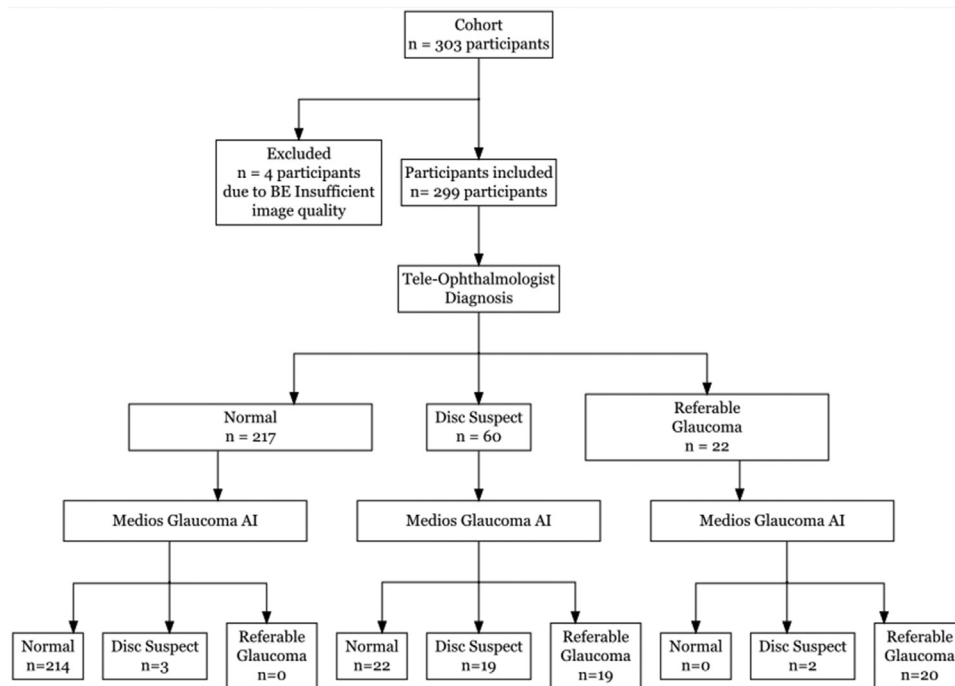 Cohort
n = 303 participants
Excluded
n = 4 participants
due to BE Insufficient
image quality
Participants included
n= 299 participants
Tele-Ophthalmologist
Diagnosis
Normal
n = 217
Disc Suspect
n = 60
Referable
Glaucoma
n = 22
Medios Glaucoma AI
Medios Glaucoma AI
Medios Glaucoma AI
Normal
n=214
Disc Suspect
n=3
Referable
Glaucoma
n=0
Normal
n=22
Disc Suspect
n=19
Referable
Glaucoma
n=19
Normal
n=0
Disc Suspect
n=2
Referable
Glaucoma
n=20